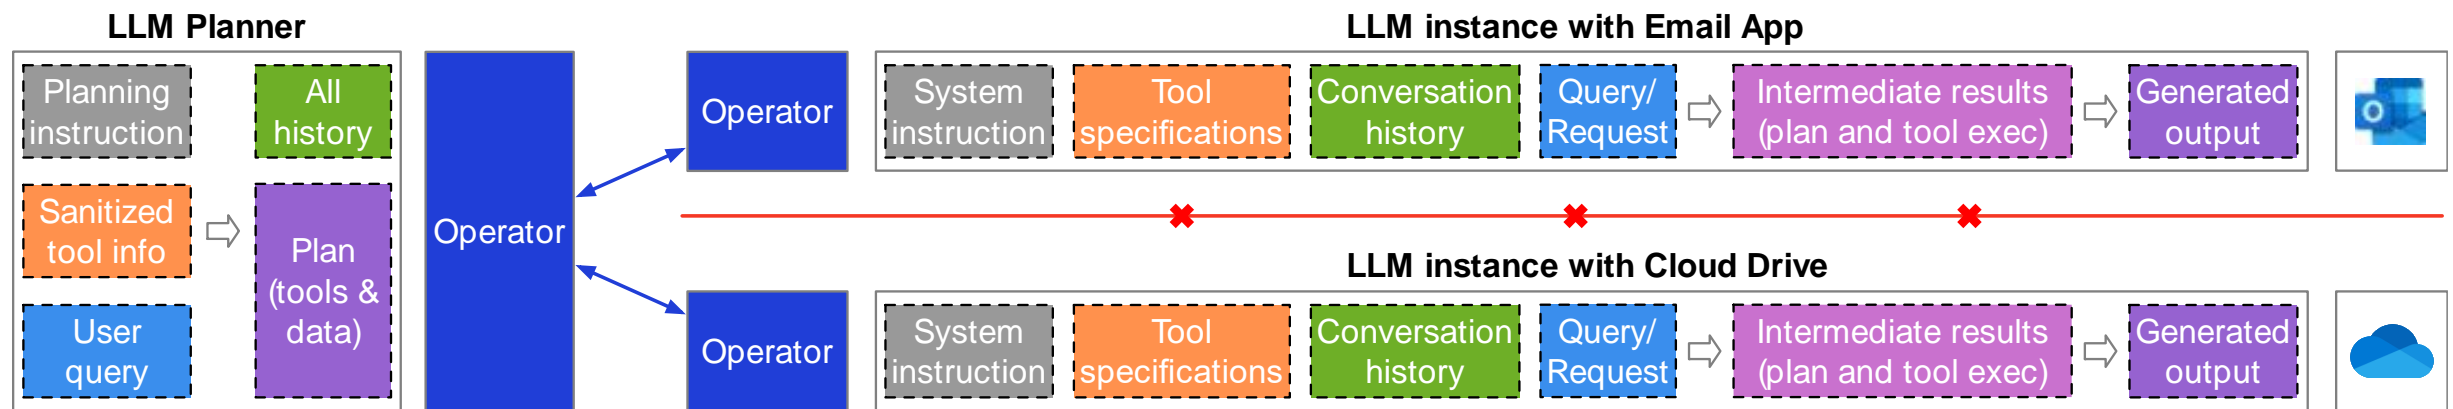 LLM Planner
Planning
instruction
All
history
Sanitized
tool info
Plan
(tools &
data)
User
query
Operator
LLM instance with Email App
Operator
System
instruction
Tool
specifications
Conversation
history
Query/
Request
Intermediate results
(plan and tool exec)
Generated
output
O
LLM instance with Cloud Drive
Operator
System
instruction
Tool
specifications
Conversation
history
Query/
Request
Intermediate results
(plan and tool exec)
Generated
output